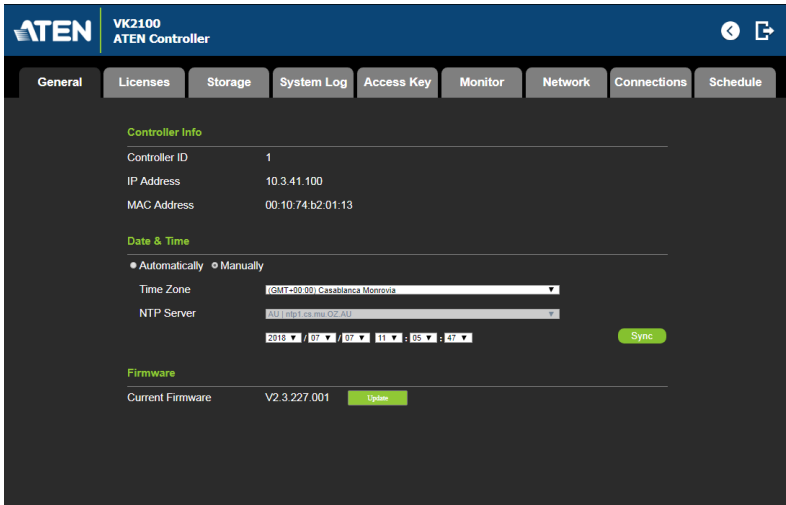 ATEN
VK2100
ATEN Controller
General Licenses Storage System Log Access Key Monitor Network Connections Schedule
Controller Info
Controller ID 1
IP Address 10.3.41.100
MAC Address 00:10:74:b2:01:13
Date & Time
Automatically Manually
Time Zone (GMT+00:00) Casablanca Monrovia
NTP Server AU | ntp1.cs.mu.OZ.AU
2018 / 07 / 07 11 : 05 : 47 Sync
Firmware
Current Firmware V2.3.227.001 Update